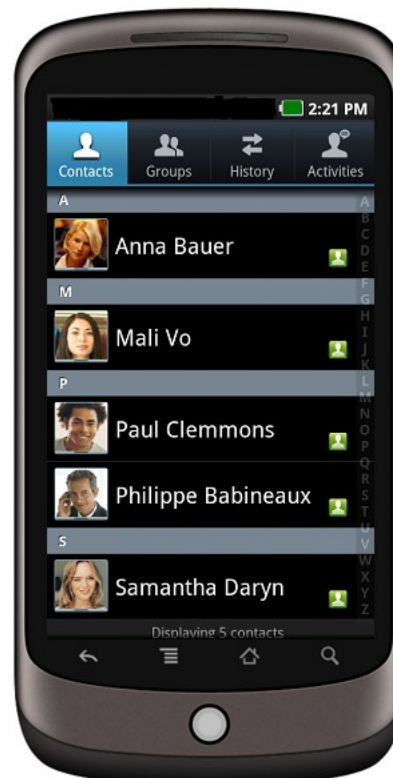 2:21 PM
Contacts Groups History Activities
A
Anna Bauer
M
Mali Vo
P
Paul Clemmons
Philippe Babineaux
S
Samantha Daryn
Displaying 5 contacts
A
B
C
D
E
F
G
H
I
J
K
L
M
N
O
P
Q
R
S
T
U
V
W
X
Y
Z